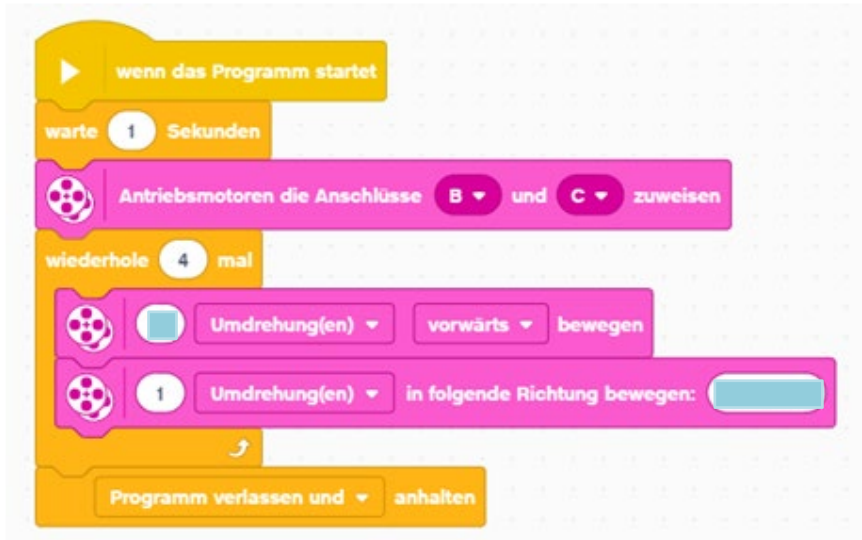 wenn das Programm startet
warte 1 Sekunden
Antriebsmotoren die Anschlüsse B und C zuweisen
wiederhole 4 mal
Umdrehung(en) vorwärts bewegen
1 Umdrehung(en) in folgende Richtung bewegen:
Programm verlassen und anhalten